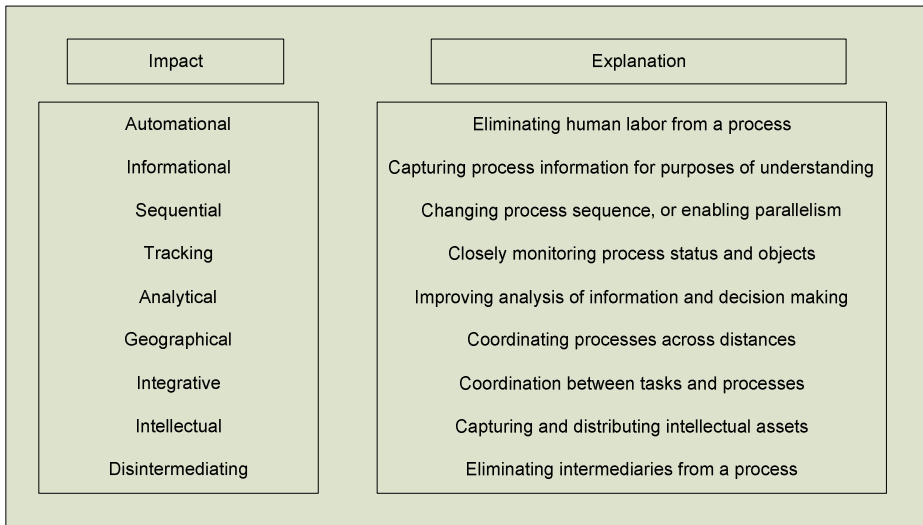 Impact Explanation
Automational Eliminating human labor from a process
Informational Capturing process information for purposes of understanding
Sequential Changing process sequence, or enabling parallelism
Tracking Closely monitoring process status and objects
Analytical Improving analysis of information and decision making
Geographical Coordinating processes across distances
Integrative Coordination between tasks and processes
Intellectual Capturing and distributing intellectual assets
Disintermediating Eliminating intermediaries from a process